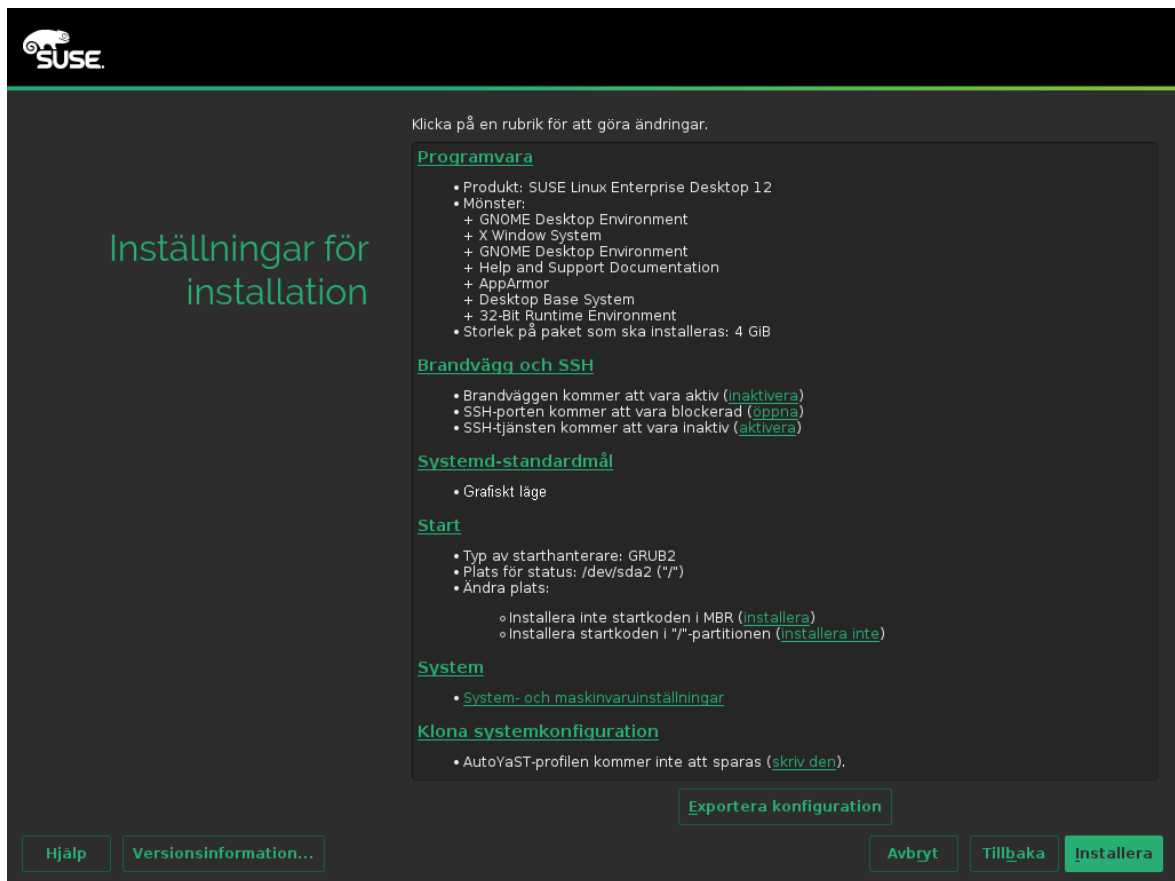 SUSE.
Klicka på en rubrik för att göra ändringar.
Inställningar för
installation
Programvara
• Produkt: SUSE Linux Enterprise Desktop 12
• Mönster:
+ GNOME Desktop Environment
+ X Window System
+ GNOME Desktop Environment
+ Help and Support Documentation
+ AppArmor
+ Desktop Base System
+ 32-Bit Runtime Environment
• Storlek på paket som ska installeras: 4 GiB
Brandvägg och SSH
• Brandväggen kommer att vara aktiv (inaktivera)
• SSH-porten kommer att vara blockerad (öppna)
• SSH-tjänsten kommer att vara inaktiv (aktivera)
Systemd-standardmål
• Grafiskt läge
Start
• Typ av starthanterare: GRUB2
• Plats för status: /dev/sda2 ("/")
• Ändra plats:
◦ Installera inte startkoden i MBR (installera)
◦ Installera startkoden i "/"-partitionen (installera inte)
System
• System- och maskinvaruinställningar
Klona systemkonfiguration
• AutoYaST-profilen kommer inte att sparas (skriv den).
Exportera konfiguration
Hjälp Versionsinformation... Avbryt Tillbaka Installera